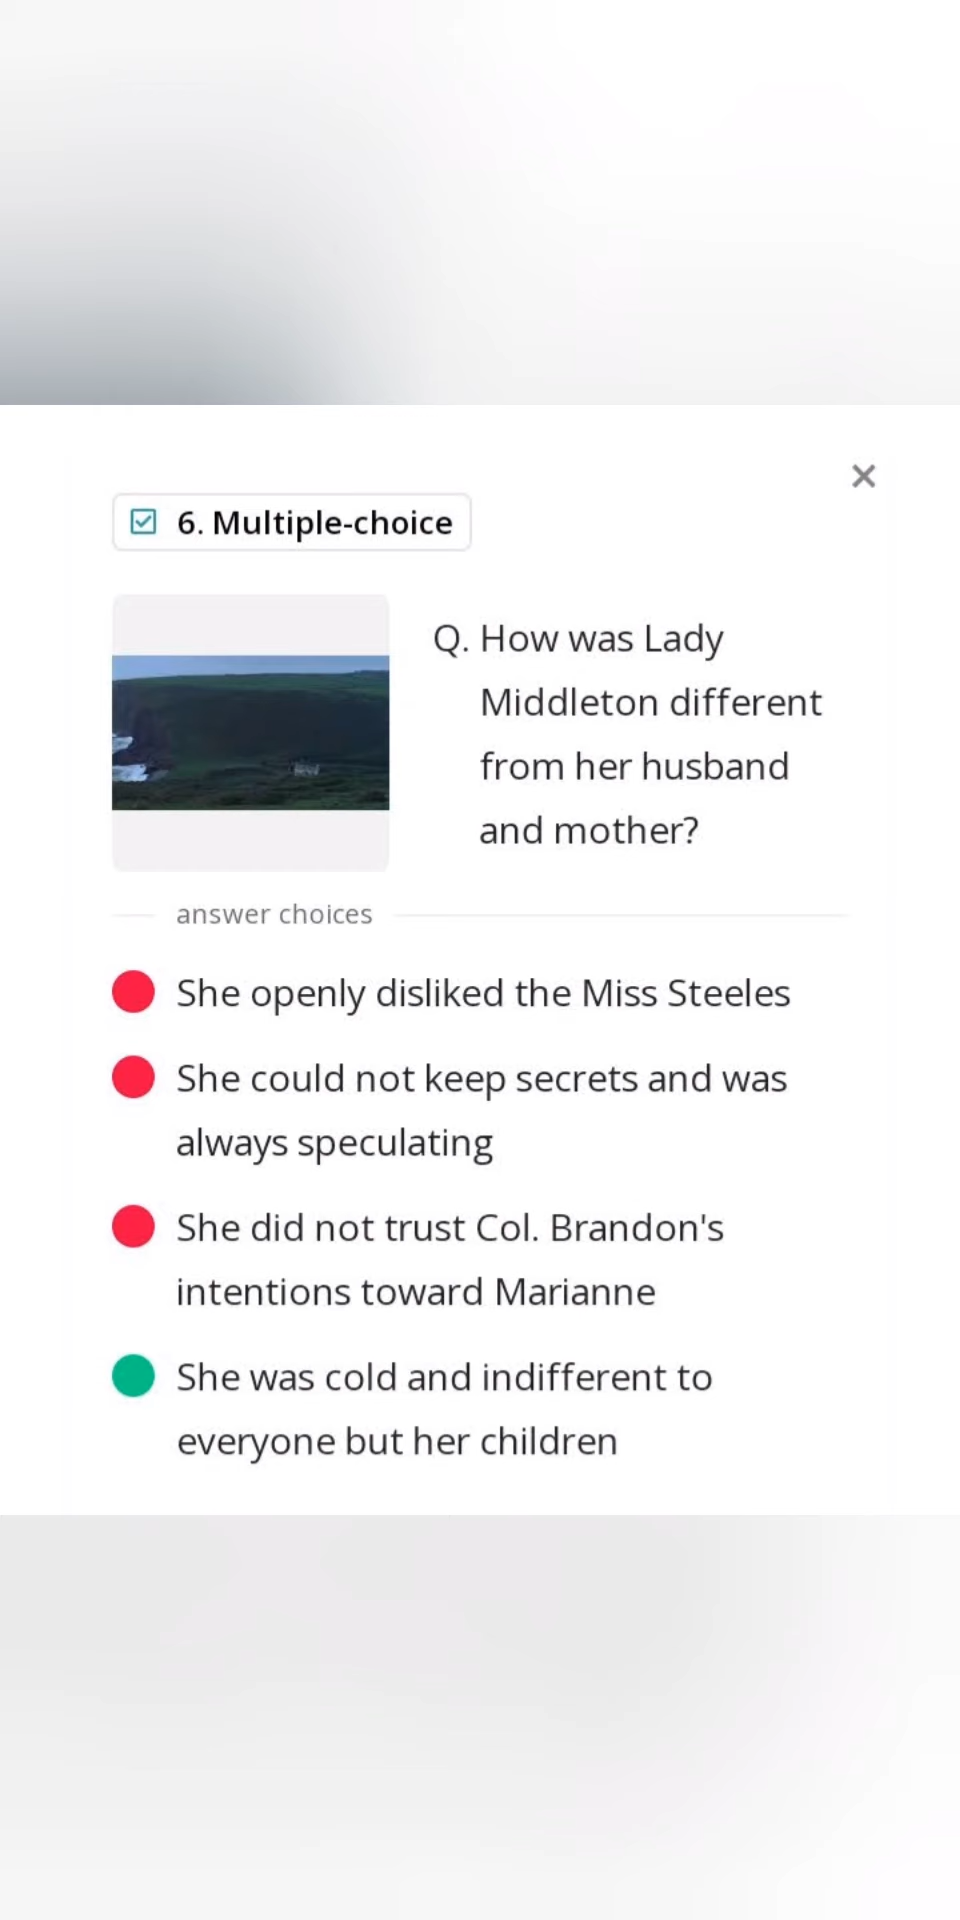 6. Multiple-choice
Q. How was Lady
Middleton different
from her husband
and mother?
answer choices
She openly disliked the Miss Steeles
She could not keep secrets and was
always speculating
She did not trust Col. Brandon's
intentions toward Marianne
She was cold and indifferent to
everyone but her children